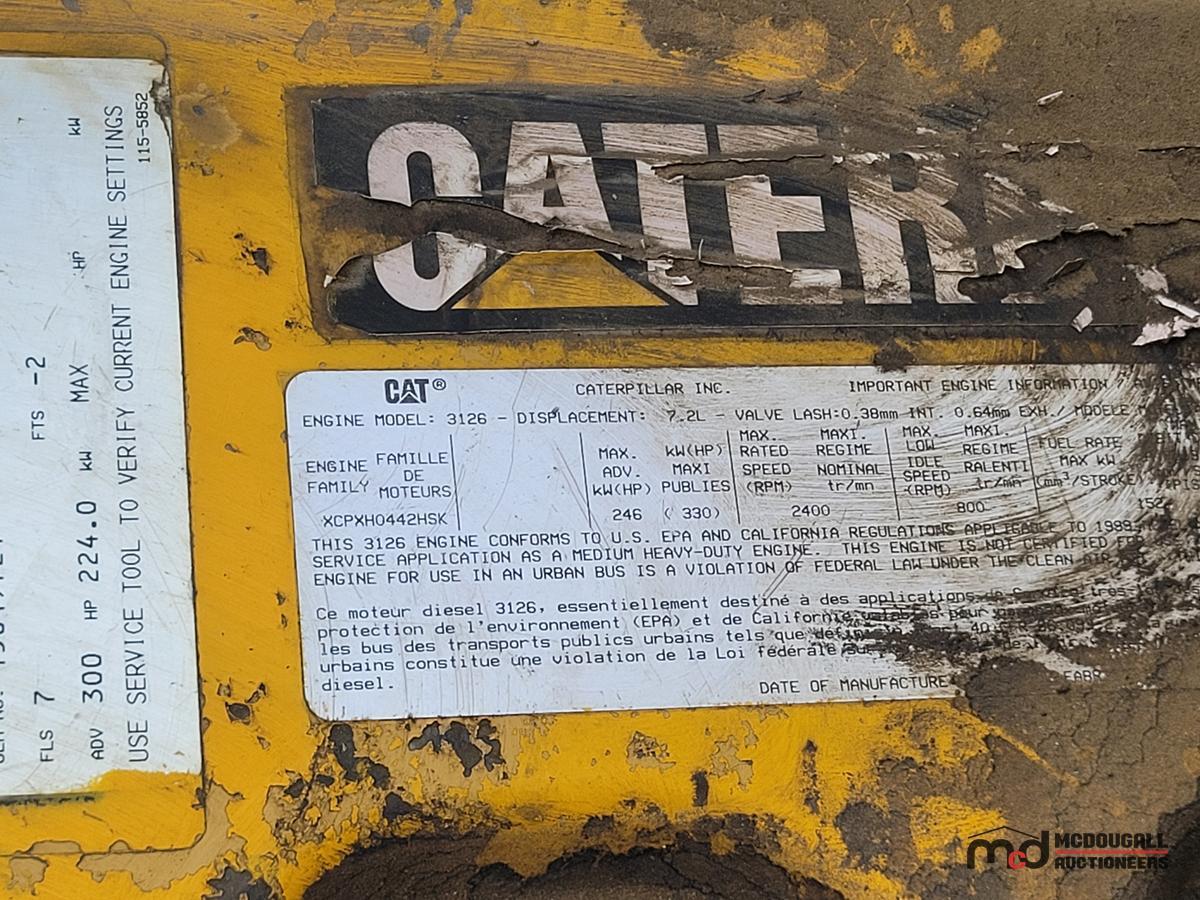 115-5852
FLS 7 FTS -2
ADV 300 HP 224.0 kW MAX HP kW
USE SERVICE TOOL TO VERIFY CURRENT ENGINE SETTINGS
CATER
CAT® CATERPILLAR INC. IMPORTANT ENGINE INFORMATION
ENGINE MODEL: 3126 - DISPLACEMENT: 7.2L - VALVE LASH:0.38mm INT. 0.64mm EXH./ MODELE
ENGINE FAMILY FAMILLE DE MOTEURS MAX. ADV. kW(HP) kW(HP) MAXI PUBLIES MAX. RATED SPEED (RPM) MAXI. REGIME NOMINAL tr/mn MAX. LOW IDLE SPEED (RPM) MAXI. REGIME RALENTI tr/mn FUEL RATE MAX kW (mm³/STROKE)
XCPXH0442HSK 246 ( 330) 2400 800 152
THIS 3126 ENGINE CONFORMS TO U.S. EPA AND CALIFORNIA REGULATIONS APPLICABLE TO
SERVICE APPLICATION AS A MEDIUM HEAVY-DUTY ENGINE. THIS ENGINE IS NOT CERTIFIED
ENGINE FOR USE IN AN URBAN BUS IS A VIOLATION OF FEDERAL LAW UNDER THE CLEAN AIR
Ce moteur diesel 3126, essentiellement destiné à des applications de
protection de l'environnement (EPA) et de Californie
les bus des transports publics urbains tels que
urbains constitue une violation de la Loi fédérale sur
diesel.
DATE OF MANUFACTURE
FABR
mcd MCDOUGALL AUCTIONEERS